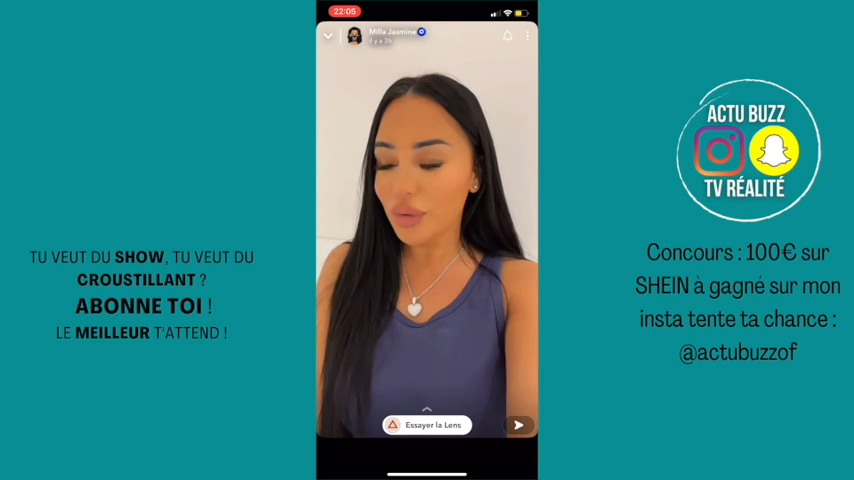 22:05
Milla Jasmine
il y a 2h
TU VEUT DU SHOW, TU VEUT DU
CROUSTILLANT ?
ABONNE TOI !
LE MEILLEUR T'ATTEND !
ACTU BUZZ
TV RÉALITÉ
Concours : 100€ sur
SHEIN à gagné sur mon
insta tente ta chance :
@actubuzzof
Essayer la Lens